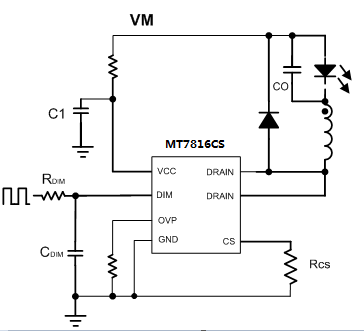 VM
CO
C1
MT7816CS
VCC
DRAIN
RDIM
DIM
DRAIN
OVP
GND
CS
CDIM
RCS